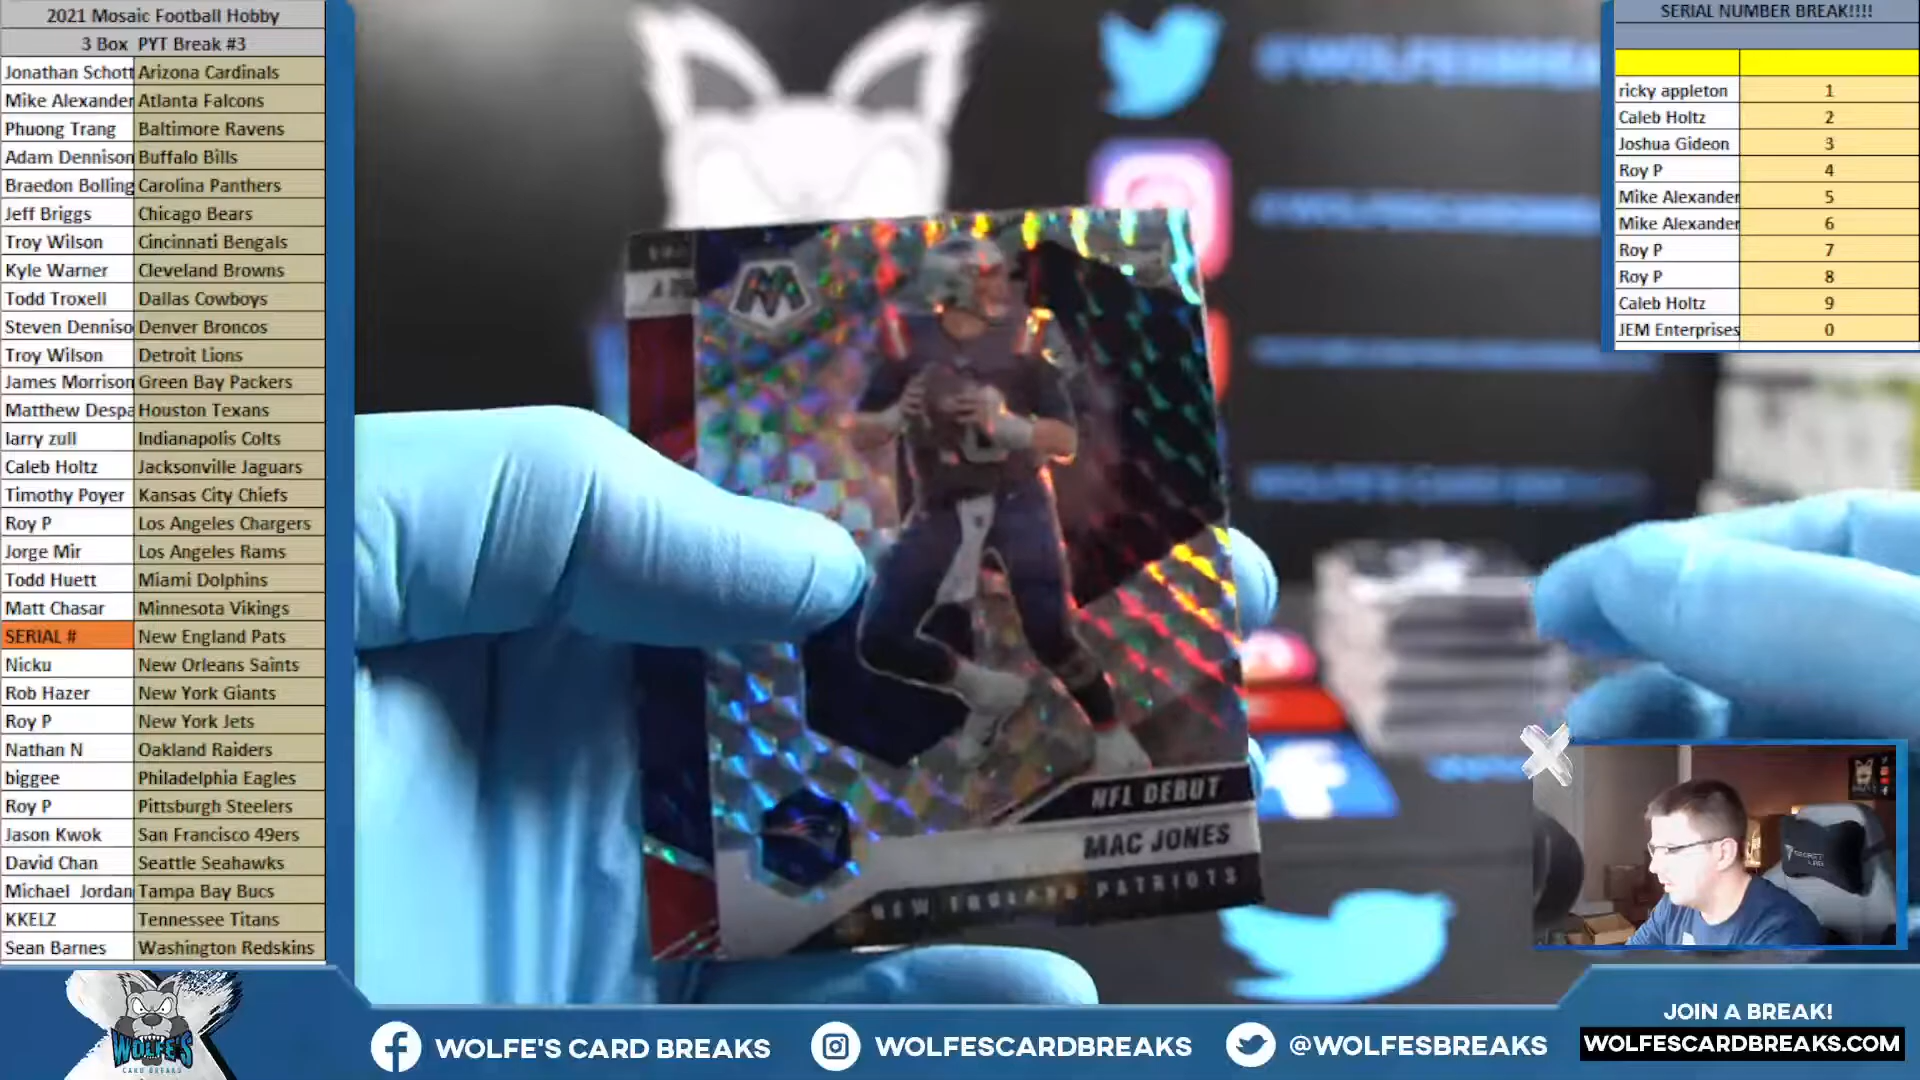 2021 Mosaic Football Hobby
3 Box PYT Break #3
Jonathan Schott Arizona Cardinals
Mike Alexander Atlanta Falcons
Phuong Trang Baltimore Ravens
Adam Dennison Buffalo Bills
Braedon Bolling Carolina Panthers
Jeff Briggs Chicago Bears
Troy Wilson Cincinnati Bengals
Kyle Warner Cleveland Browns
Todd Troxell Dallas Cowboys
Steven Denniso Denver Broncos
Troy Wilson Detroit Lions
James Morrison Green Bay Packers
Matthew Despa Houston Texans
larry zull Indianapolis Colts
Caleb Holtz Jacksonville Jaguars
Timothy Poyer Kansas City Chiefs
Roy P Los Angeles Chargers
Jorge Mir Los Angeles Rams
Todd Huett Miami Dolphins
Matt Chasar Minnesota Vikings
SERIAL # New England Pats
Nicku New Orleans Saints
Rob Hazer New York Giants
Roy P New York Jets
Nathan N Oakland Raiders
biggee Philadelphia Eagles
Roy P Pittsburgh Steelers
Jason Kwok San Francisco 49ers
David Chan Seattle Seahawks
Michael Jordan Tampa Bay Bucs
KKELZ Tennessee Titans
Sean Barnes Washington Redskins
SERIAL NUMBER BREAK!!!!
ricky appleton 1
Caleb Holtz 2
Joshua Gideon 3
Roy P 4
Mike Alexander 5
Mike Alexander 6
Roy P 7
Roy P 8
Caleb Holtz 9
JEM Enterprises 0
NFL DEBUT
MAC JONES
NEW ENGLAND PATRIOTS
WOLFE'S
CARD BREAKS
WOLFE'S CARD BREAKS
WOLFESCARDBREAKS
@WOLFESBREAKS
JOIN A BREAK!
WOLFESCARDBREAKS.COM